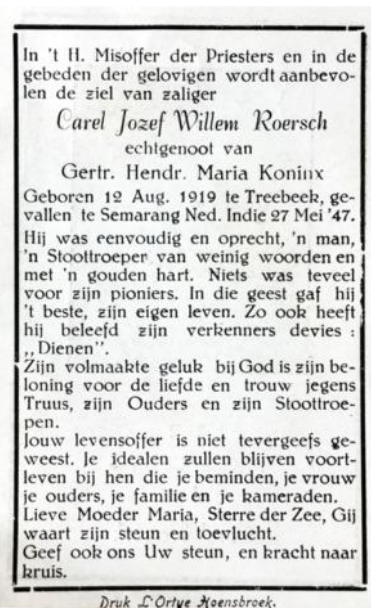 In 't H. Misoffer der Priesters en in de
gebeden der gelovigen wordt aanbevo-
len de ziel van zaliger
Carel Jozef Willem Roersch
echtgenoot van
Gertr. Hendr. Maria Koninx
Geboren 12 Aug. 1919 te Treebeek, ge-
vallen te Semarang Ned. Indie 27 Mei '47.
Hij was eenvoudig en oprecht, 'n man,
'n Stoottroeper van weinig woorden en
met 'n gouden hart. Niets was teveel
voor zijn pioniers. In die geest gaf hij
't beste, zijn eigen leven. Zo ook heeft
hij beleefd zijn verkenners devies :
„Dienen".
Zijn volmaakte geluk bij God is zijn be-
loning voor de liefde en trouw jegens
Truus, zijn Ouders en zijn Stoottroe-
pen.
Jouw levensoffer is niet tevergeefs ge-
weest. Je idealen zullen blijven voort-
leven bij hen die je beminden, je vrouw
je ouders, je familie en je kameraden.
Lieve Moeder Maria, Sterre der Zee, Gij
waart zijn steun en toevlucht.
Geef ook ons Uw steun, en kracht naar
kruis.
Druk L'Ortye Hoensbroek.